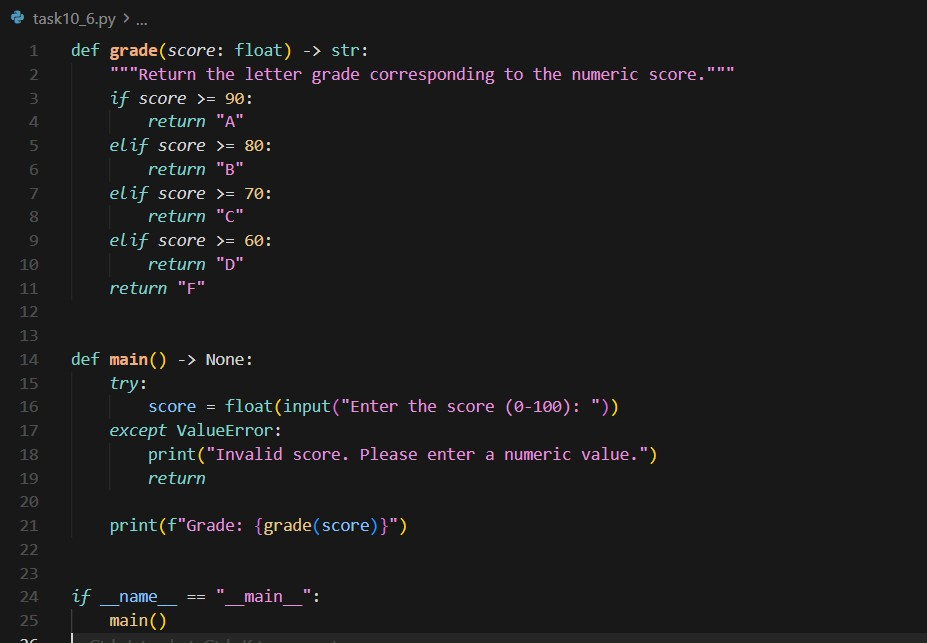 task10_6.py > ...
1 def grade(score: float) -> str:
2     """Return the letter grade corresponding to the numeric score."""
3     if score >= 90:
4         return "A"
5     elif score >= 80:
6         return "B"
7     elif score >= 70:
8         return "C"
9     elif score >= 60:
10         return "D"
11     return "F"
12
13
14 def main() -> None:
15     try:
16         score = float(input("Enter the score (0-100): "))
17     except ValueError:
18         print("Invalid score. Please enter a numeric value.")
19         return
20
21     print(f"Grade: {grade(score)}")
22
23
24 if __name__ == "__main__":
25     main()
26